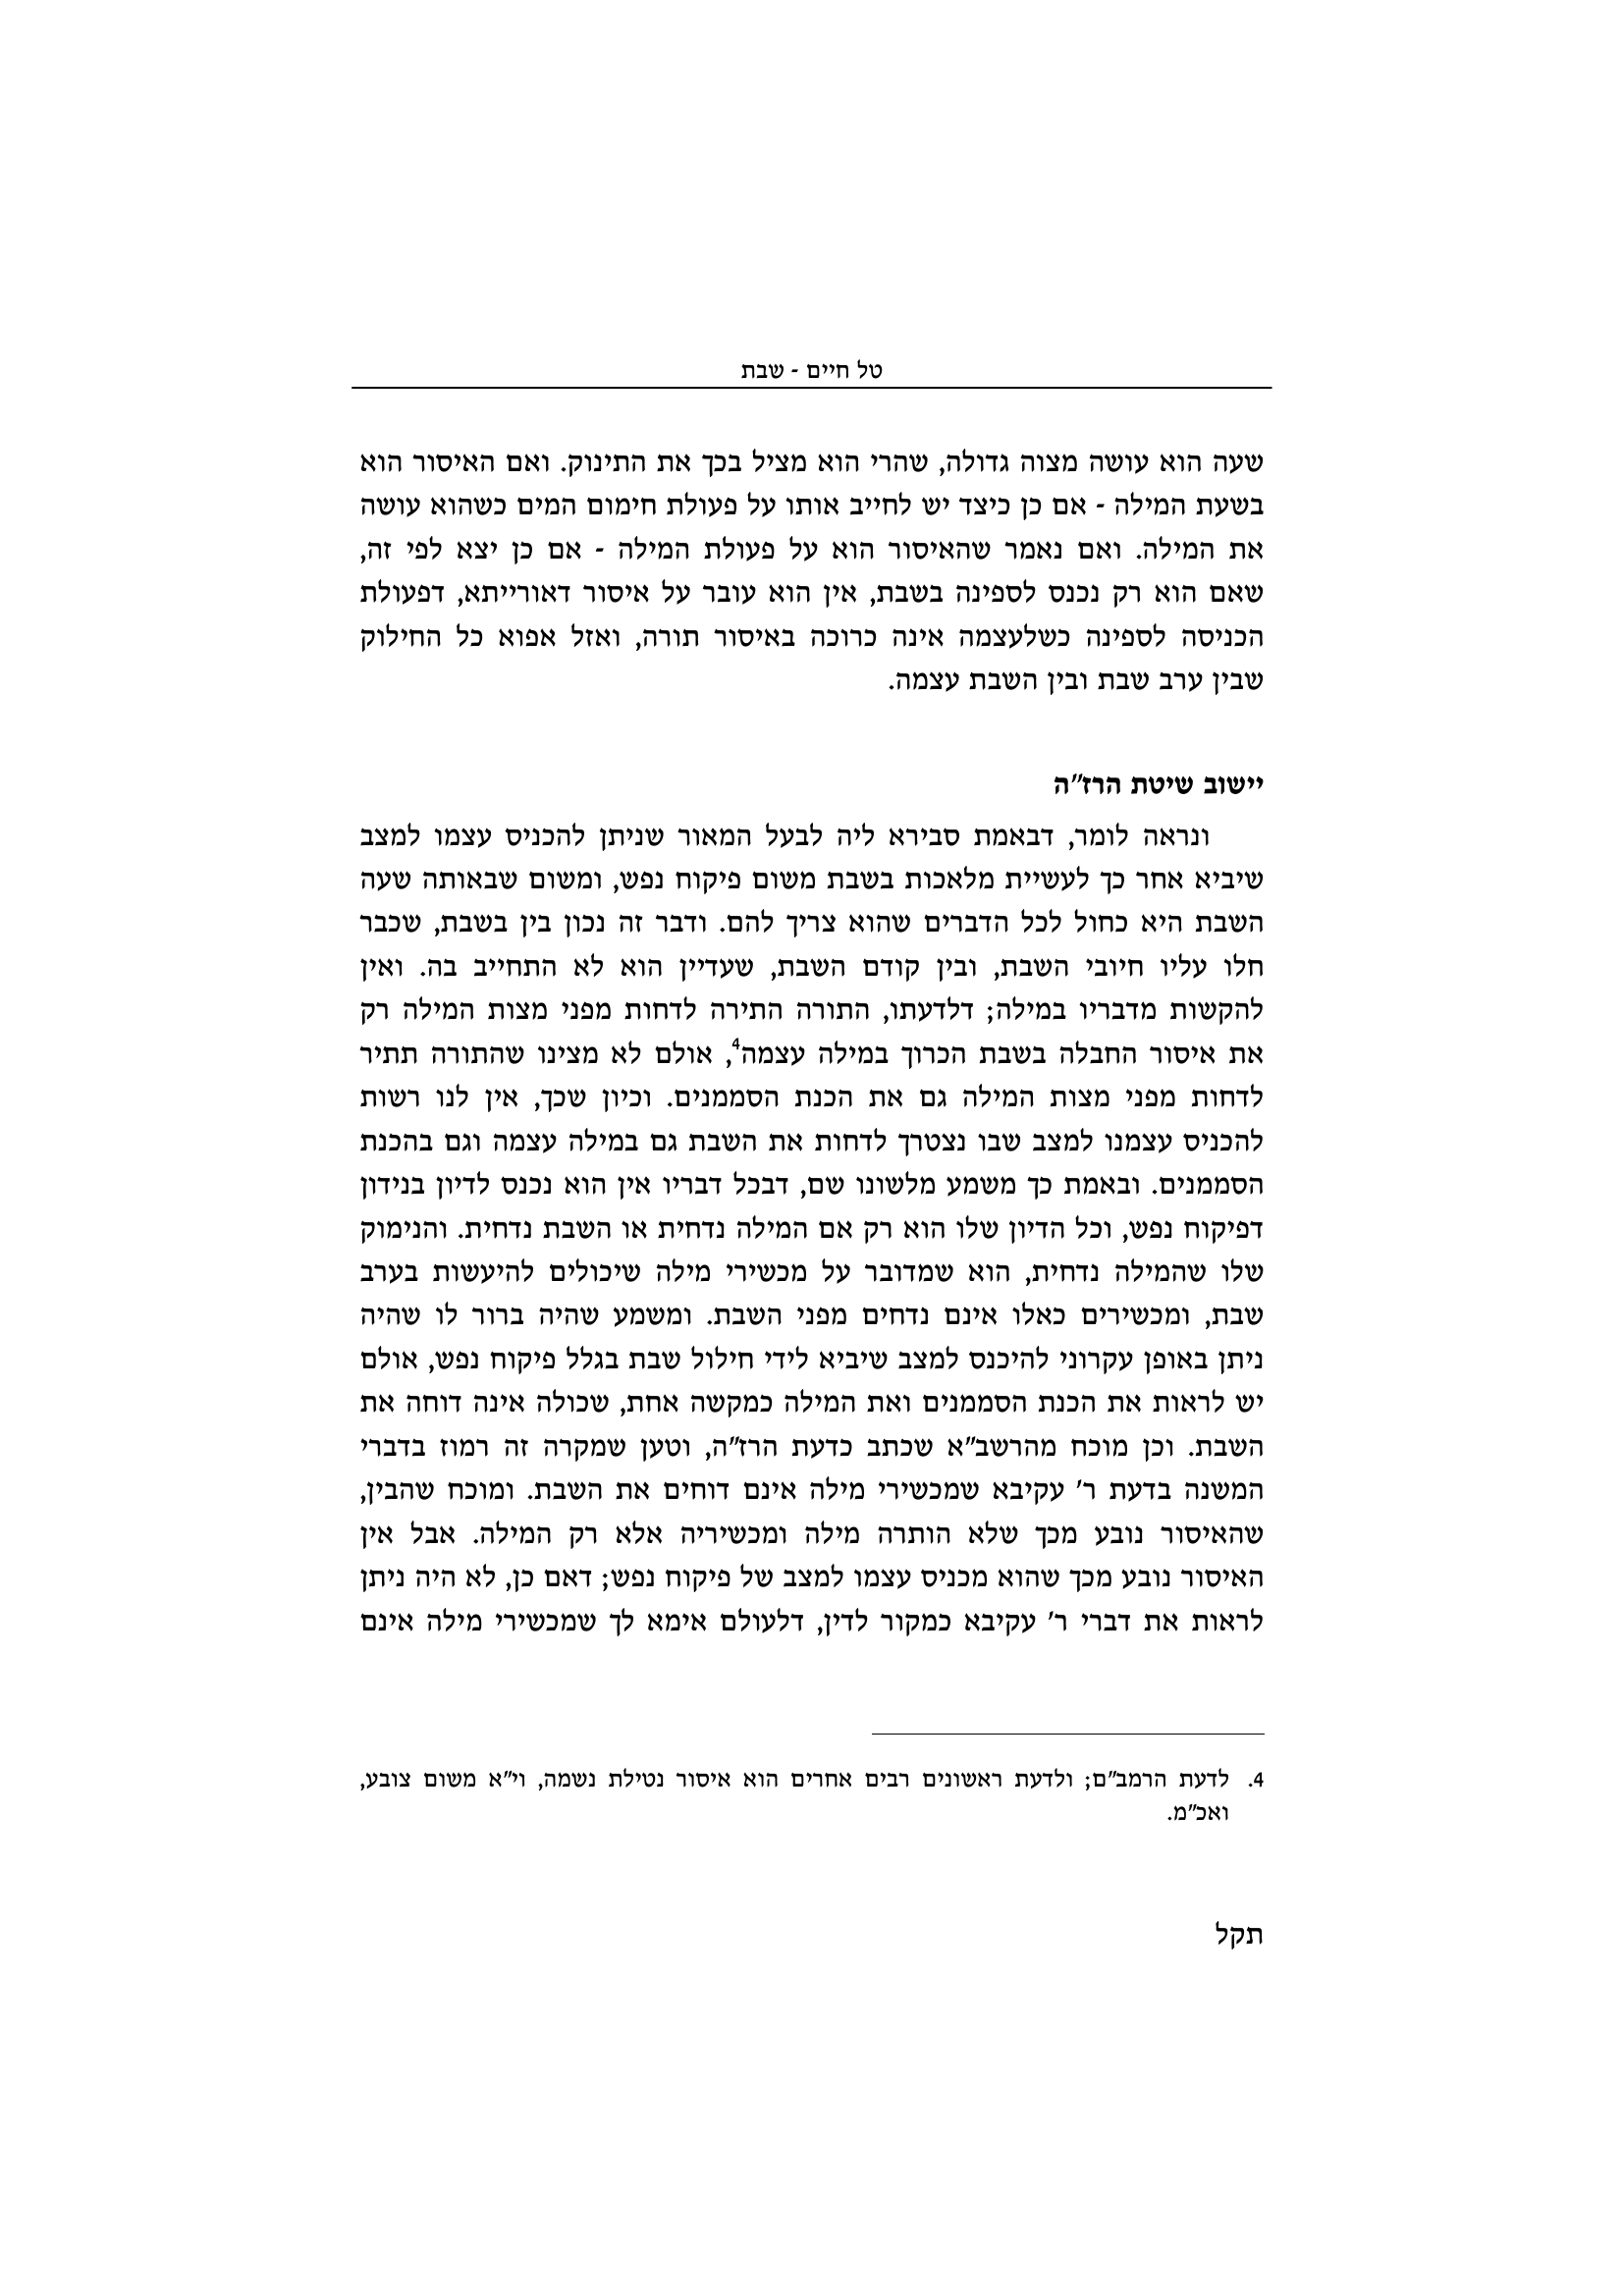 טל חיים - שבת
שעה הוא עושה מצוה גדולה, שהרי הוא מציל בכך את התינוק. ואם האיסור הוא
בשעת המילה - אם כן כיצד יש לחייב אותו על פעולת חימום המים כשהוא עושה
את המילה. ואם נאמר שהאיסור הוא על פעולת המילה - אם כן יצא לפי זה,
שאם הוא רק נכנס לספינה בשבת, אין הוא עובר על איסור דאורייתא, דפעולת
הכניסה לספינה כשלעצמה אינה כרוכה באיסור תורה, ואזל אפוא כל החילוק
שבין ערב שבת ובין השבת עצמה.
יישוב שיטת הרז"ה
ונראה לומר, דבאמת סבירא ליה לבעל המאור שניתן להכניס עצמו למצב
שיביא אחר כך לעשיית מלאכות בשבת משום פיקוח נפש, ומשום שבאותה שעה
השבת היא כחול לכל הדברים שהוא צריך להם. ודבר זה נכון בין בשבת, שכבר
חלו עליו חיובי השבת, ובין קודם השבת, שעדיין הוא לא התחייב בה. ואין
להקשות מדבריו במילה; דלדעתו, התורה התירה לדחות מפני מצות המילה רק
את איסור החבלה בשבת הכרוך במילה עצמה4, אולם לא מצינו שהתורה תתיר
לדחות מפני מצות המילה גם את הכנת הסממנים. וכיון שכך, אין לנו רשות
להכניס עצמנו למצב שבו נצטרך לדחות את השבת גם במילה עצמה וגם בהכנת
הסממנים. ובאמת כך משמע מלשונו שם, דבכל דבריו אין הוא נכנס לדיון בנידון
דפיקוח נפש, וכל הדיון שלו הוא רק אם המילה נדחית או השבת נדחית. והנימוק
שלו שהמילה נדחית, הוא שמדובר על מכשירי מילה שיכולים להיעשות בערב
שבת, ומכשירים כאלו אינם נדחים מפני השבת. ומשמע שהיה ברור לו שהיה
ניתן באופן עקרוני להיכנס למצב שיביא לידי חילול שבת בגלל פיקוח נפש, אולם
יש לראות את הכנת הסממנים ואת המילה כמקשה אחת, שכולה אינה דוחה את
השבת. וכן מוכח מהרשב"א שכתב כדעת הרז"ה, וטען שמקרה זה רמוז בדברי
המשנה בדעת ר' עקיבא שמכשירי מילה אינם דוחים את השבת. ומוכח שהבין,
שהאיסור נובע מכך שלא הותרה מילה ומכשיריה אלא רק המילה. אבל אין
האיסור נובע מכך שהוא מכניס עצמו למצב של פיקוח נפש; דאם כן, לא היה ניתן
לראות את דברי ר' עקיבא כמקור לדין, דלעולם אימא לך שמכשירי מילה אינם
4. לדעת הרמב"ם; ולדעת ראשונים רבים אחרים הוא איסור נטילת נשמה, וי"א משום צובע,
ואכ"מ.
תקל